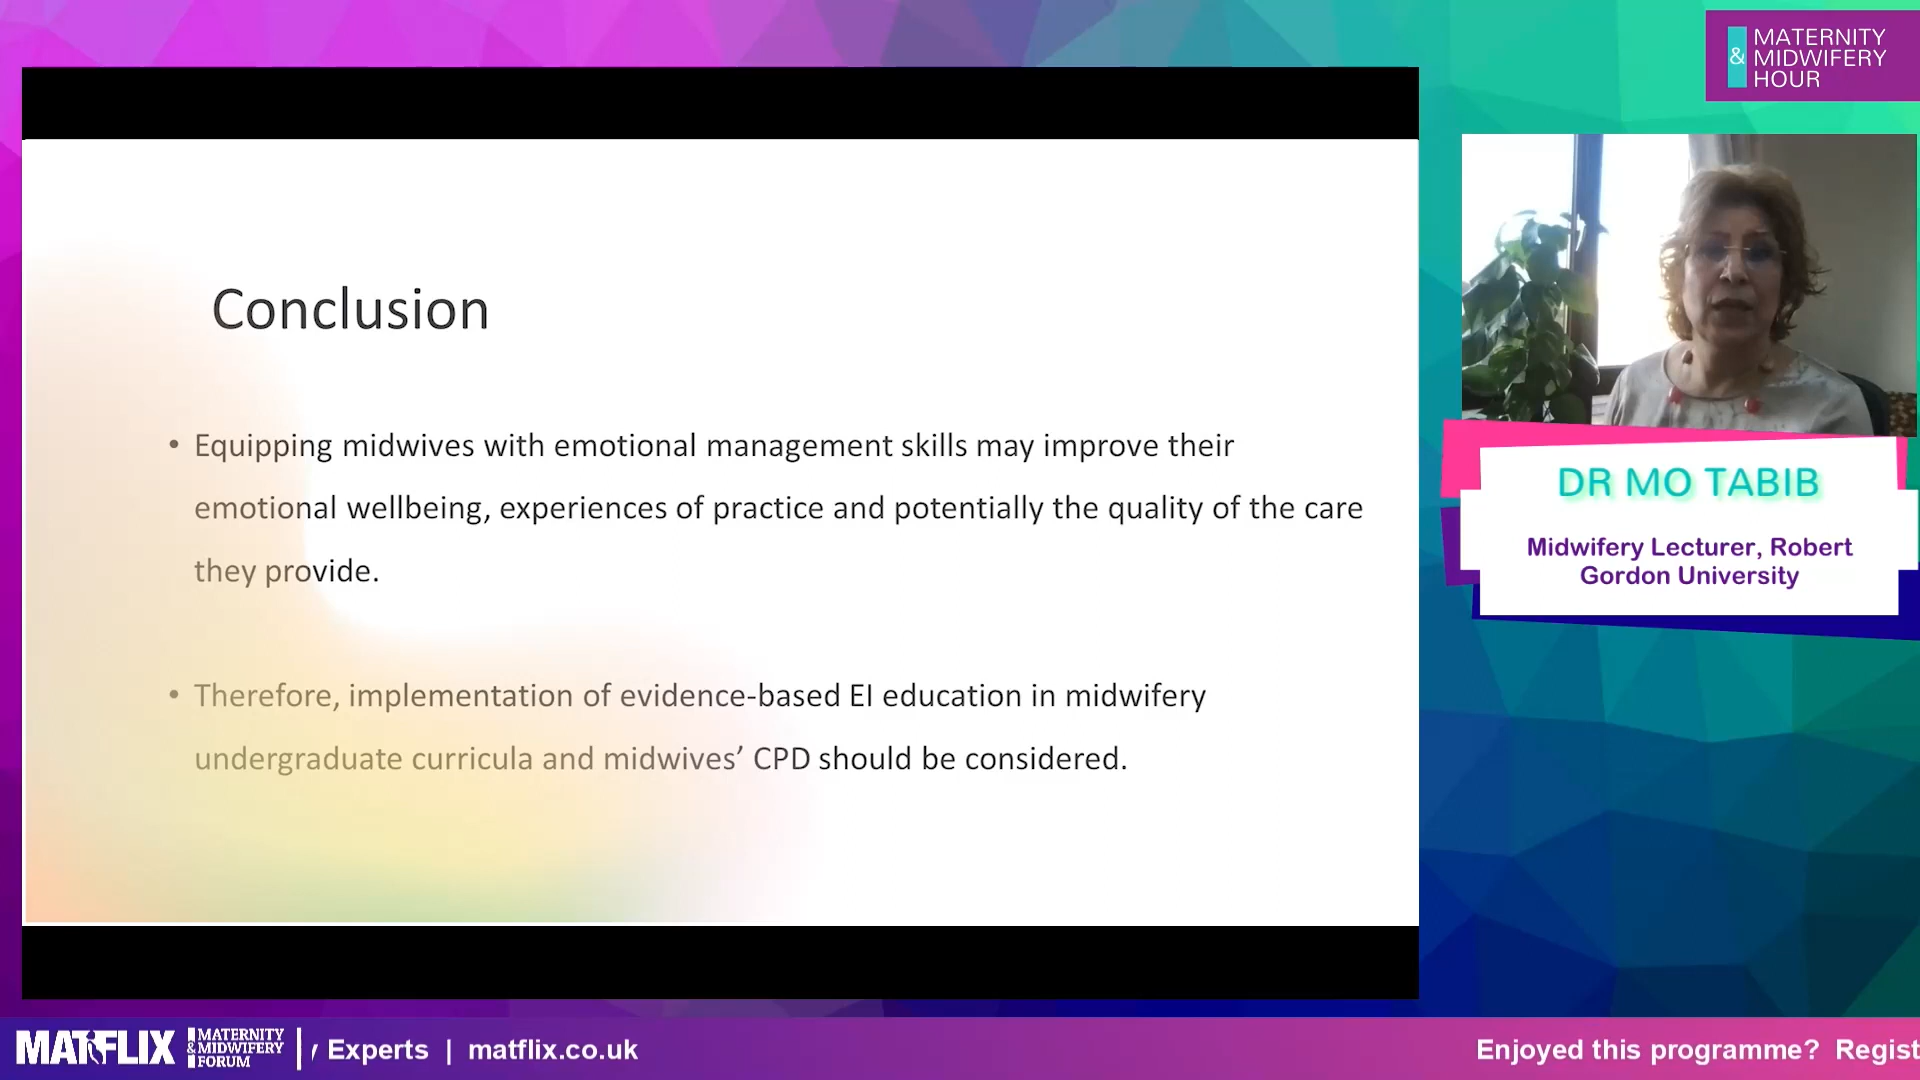 MATERNITY
& MIDWIFERY
HOUR
Conclusion
• Equipping midwives with emotional management skills may improve their
emotional wellbeing, experiences of practice and potentially the quality of the care
they provide.
• Therefore, implementation of evidence-based EI education in midwifery
undergraduate curricula and midwives’ CPD should be considered.
DR MO TABIB
Midwifery Lecturer, Robert
Gordon University
MATFLIX
MATERNITY
& MIDWIFERY
FORUM
Experts | matflix.co.uk
Enjoyed this programme? Regist